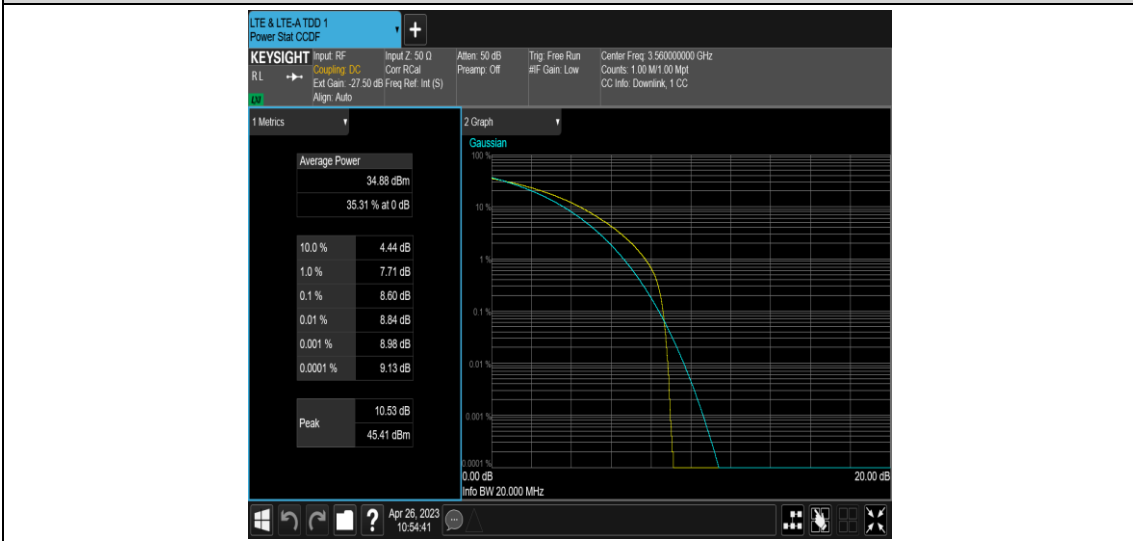 LTE & LTE-A TDD 1
Power Stat CCDF
KEYSIGHT
RL
LXI
Input: RF
Coupling: DC
Ext Gain: -27.50 dB
Align: Auto
Input Z: 50 Ω
Corr RCal
Freq Ref: Int (S)
Atten: 50 dB
Preamp: Off
Trig: Free Run
#IF Gain: Low
Center Freq: 3.560000000 GHz
Counts: 1.00 M/1.00 Mpt
CC Info: Downlink, 1 CC
1 Metrics
Average Power
34.88 dBm
35.31 % at 0 dB
10.0 % 4.44 dB
1.0 % 7.71 dB
0.1 % 8.60 dB
0.01 % 8.84 dB
0.001 % 8.98 dB
0.0001 % 9.13 dB
Peak
10.53 dB
45.41 dBm
2 Graph
Gaussian
100 %
10 %
1 %
0.1 %
0.01 %
0.001 %
0.0001 %
0.00 dB 20.00 dB
Info BW 20.000 MHz
Apr 26, 2023
10:54:41